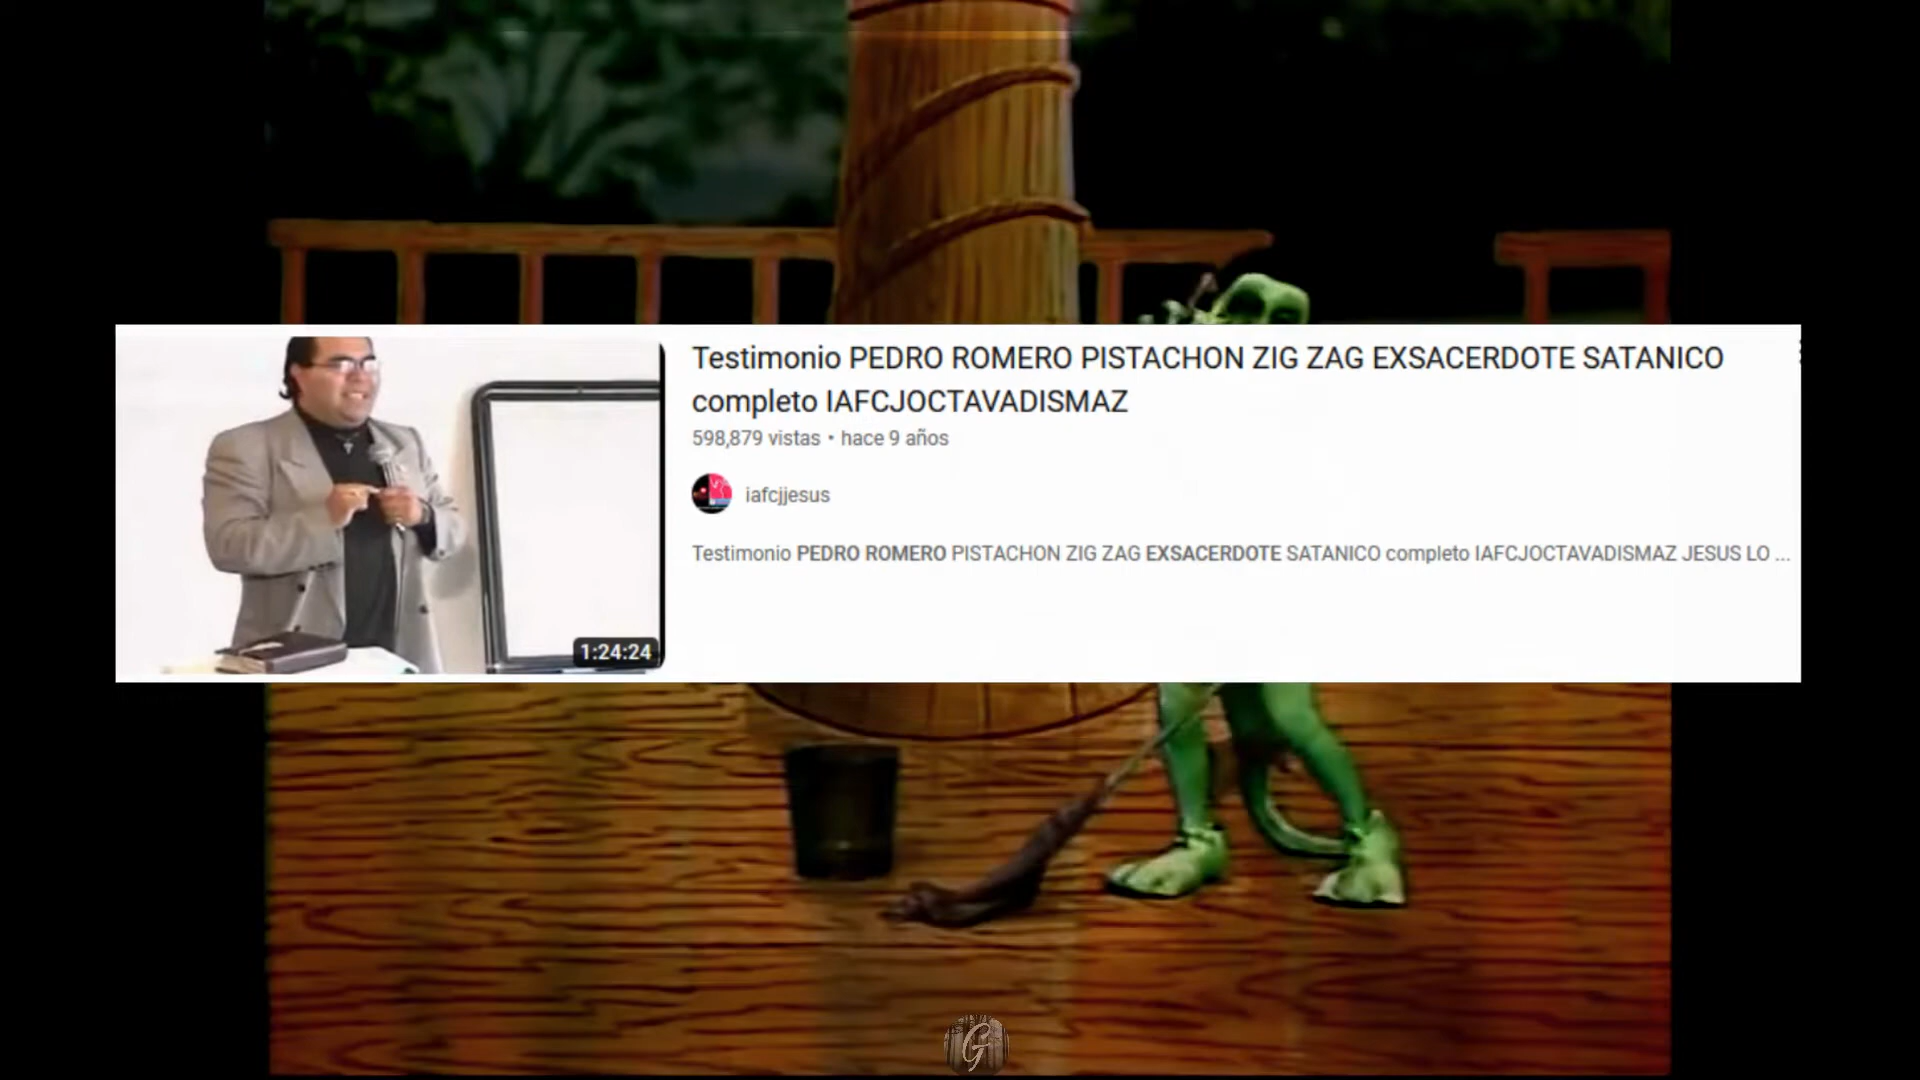 Testimonio PEDRO ROMERO PISTACHON ZIG ZAG EXSACERDOTE SATANICO
completo IAFCJOCTAVADISMAZ
598,879 vistas • hace 9 años
iafcjjesus
Testimonio PEDRO ROMERO PISTACHON ZIG ZAG EXSACERDOTE SATANICO completo IAFCJOCTAVADISMAZ JESUS LO ...
1:24:24
G